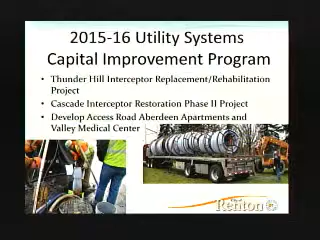 2015-16 Utility Systems
Capital Improvement Program
• Thunder Hill Interceptor Replacement/Rehabilitation
Project
• Cascade Interceptor Restoration Phase II Project
• Develop Access Road Aberdeen Apartments and
Valley Medical Center
Renton